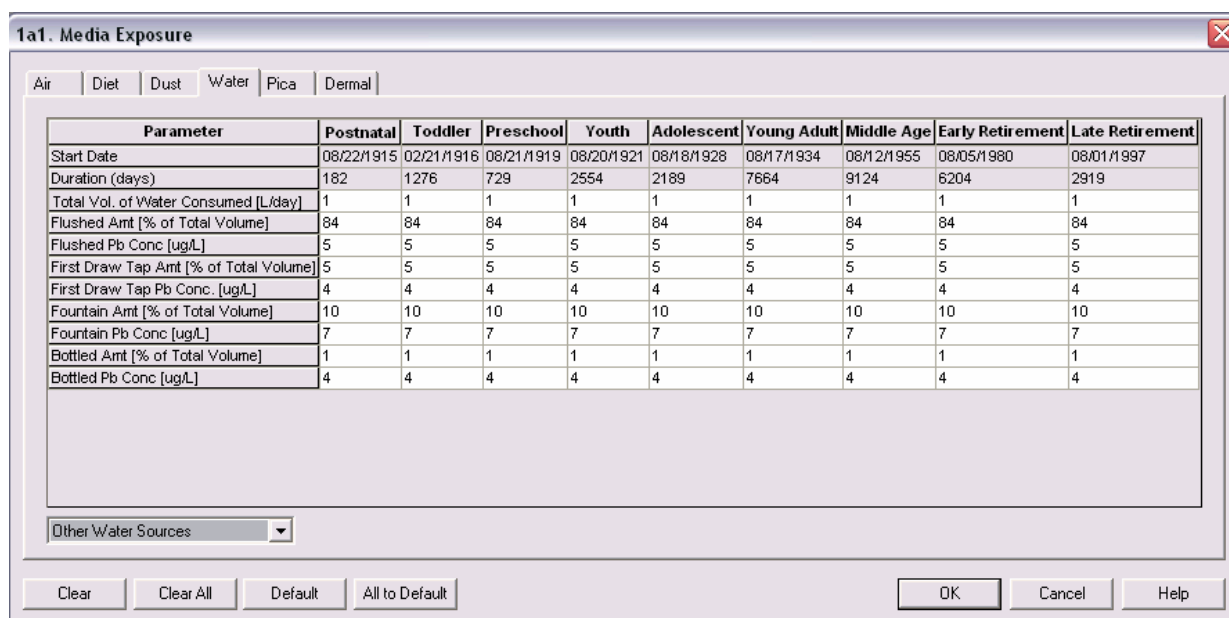 1a1. Media Exposure
Air Diet Dust Water Pica Dermal
Parameter Postnatal Toddler Preschool Youth Adolescent Young Adult Middle Age Early Retirement Late Retirement
Start Date 08/22/1915 02/21/1916 08/21/1919 08/20/1921 08/18/1928 08/17/1934 08/12/1955 08/05/1980 08/01/1997
Duration (days) 182 1276 729 2554 2189 7664 9124 6204 2919
Total Vol. of Water Consumed [L/day] 1 1 1 1 1 1 1 1 1
Flushed Amt [% of Total Volume] 84 84 84 84 84 84 84 84 84
Flushed Pb Conc [ug/L] 5 5 5 5 5 5 5 5 5
First Draw Tap Amt [% of Total Volume] 5 5 5 5 5 5 5 5 5
First Draw Tap Pb Conc. [ug/L] 4 4 4 4 4 4 4 4 4
Fountain Amt [% of Total Volume] 10 10 10 10 10 10 10 10 10
Fountain Pb Conc [ug/L] 7 7 7 7 7 7 7 7 7
Bottled Amt [% of Total Volume] 1 1 1 1 1 1 1 1 1
Bottled Pb Conc [ug/L] 4 4 4 4 4 4 4 4 4
Other Water Sources
Clear Clear All Default All to Default OK Cancel Help